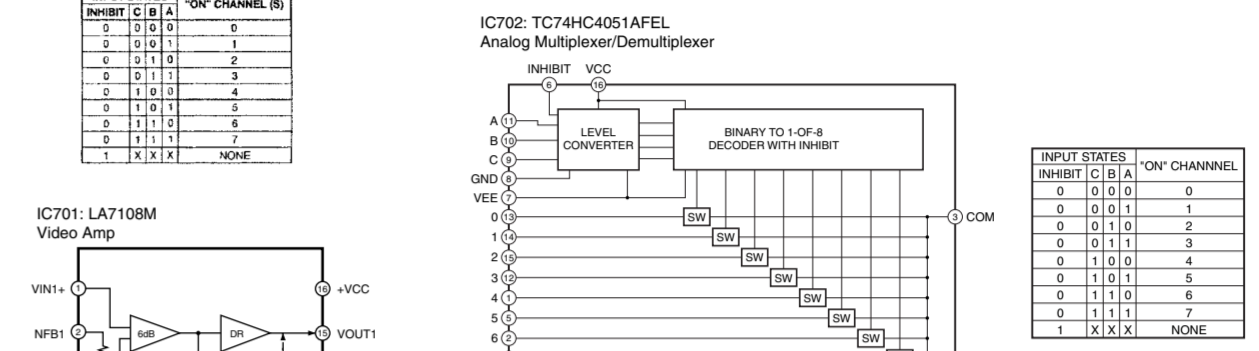 "ON" CHANNEL (S)
INHIBIT C B A
0 0 0 0 0
0 0 0 1 1
0 0 1 0 2
0 0 1 1 3
0 1 0 0 4
0 1 0 1 5
0 1 1 0 6
0 1 1 1 7
1 X X X NONE
IC701: LA7108M
Video Amp
VIN1+ 1
16 +VCC
NFB1 2
6dB
DR
15 VOUT1
IC702: TC74HC4051AFEL
Analog Multiplexer/Demultiplexer
INHIBIT VCC
6 16
A 11
B 10
C 9
GND 8
VEE 7
LEVEL
CONVERTER
BINARY TO 1-OF-8
DECODER WITH INHIBIT
0 13 SW 3 COM
1 14 SW
2 15 SW
3 12 SW
4 1 SW
5 5 SW
6 2 SW
INPUT STATES "ON" CHANNNEL
INHIBIT C B A
0 0 0 0 0
0 0 0 1 1
0 0 1 0 2
0 0 1 1 3
0 1 0 0 4
0 1 0 1 5
0 1 1 0 6
0 1 1 1 7
1 X X X NONE